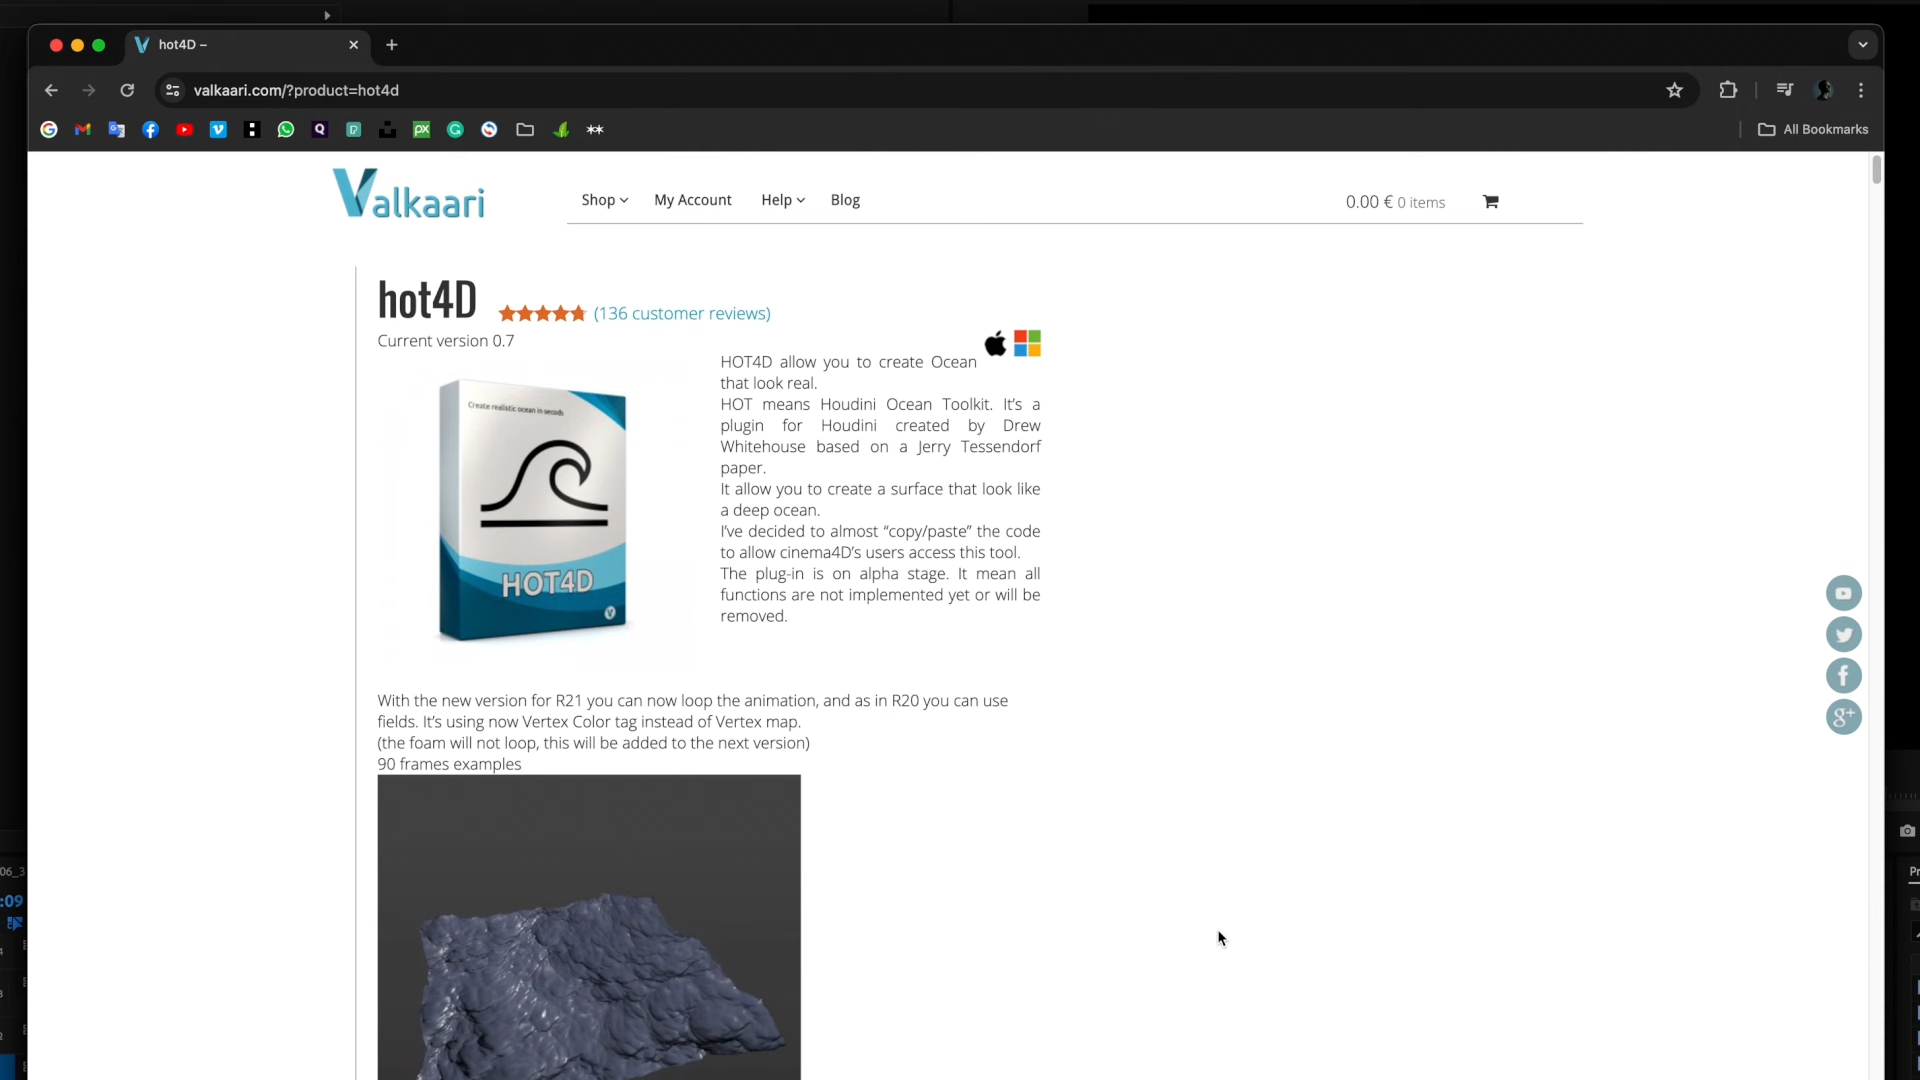 hot4D –
valkaari.com/?product=hot4d
All Bookmarks
Valkaari
Shop
My Account
Help
Blog
0.00 € 0 items
hot4D
(136 customer reviews)
Current version 0.7
Create realistic ocean in secods
HOT4D
HOT4D allow you to create Ocean
that look real.
HOT means Houdini Ocean Toolkit. It's a
plugin for Houdini created by Drew
Whitehouse based on a Jerry Tessendorf
paper.
It allow you to create a surface that look like
a deep ocean.
I've decided to almost “copy/paste” the code
to allow cinema4D's users access this tool.
The plug-in is on alpha stage. It mean all
functions are not implemented yet or will be
removed.
With the new version for R21 you can now loop the animation, and as in R20 you can use
fields. It's using now Vertex Color tag instead of Vertex map.
(the foam will not loop, this will be added to the next version)
90 frames examples
06_3
:09
Pr